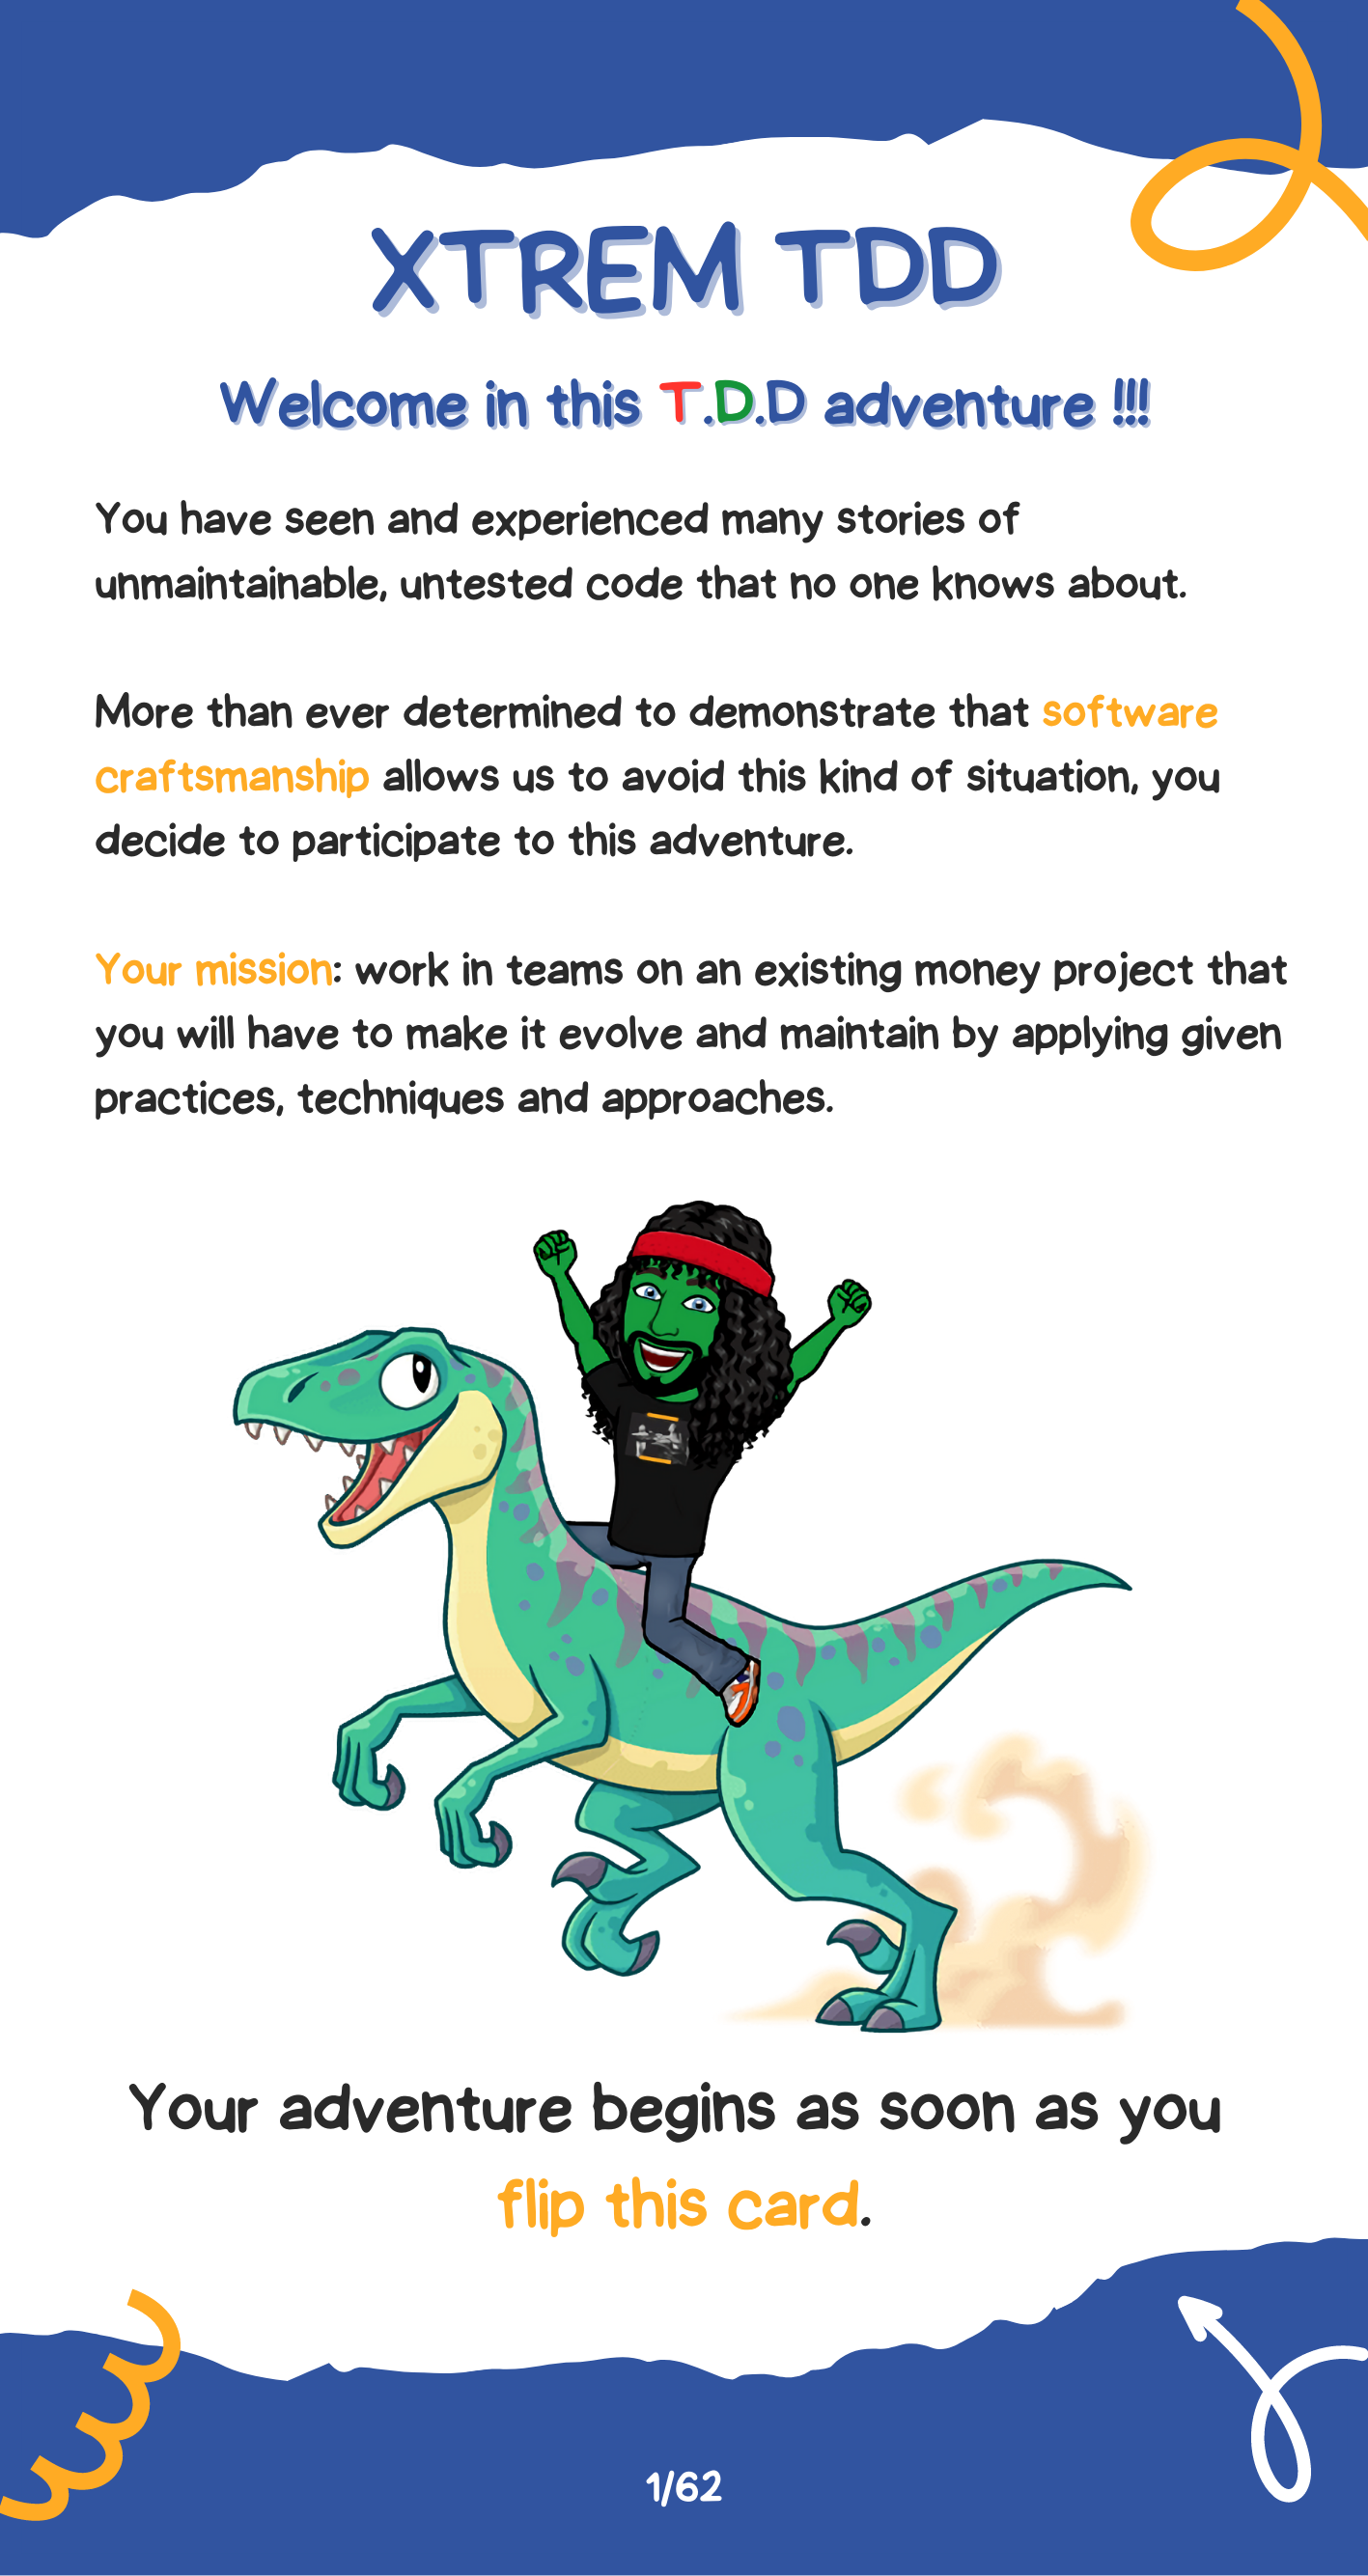 XTREM TDD
Welcome in this T.D.D adventure !!!
You have seen and experienced many stories of
unmaintainable, untested code that no one knows about.
More than ever determined to demonstrate that software
craftsmanship allows us to avoid this kind of situation, you
decide to participate to this adventure.
Your mission: work in teams on an existing money project that
you will have to make it evolve and maintain by applying given
practices, techniques and approaches.
Your adventure begins as soon as you
flip this card.
1/62